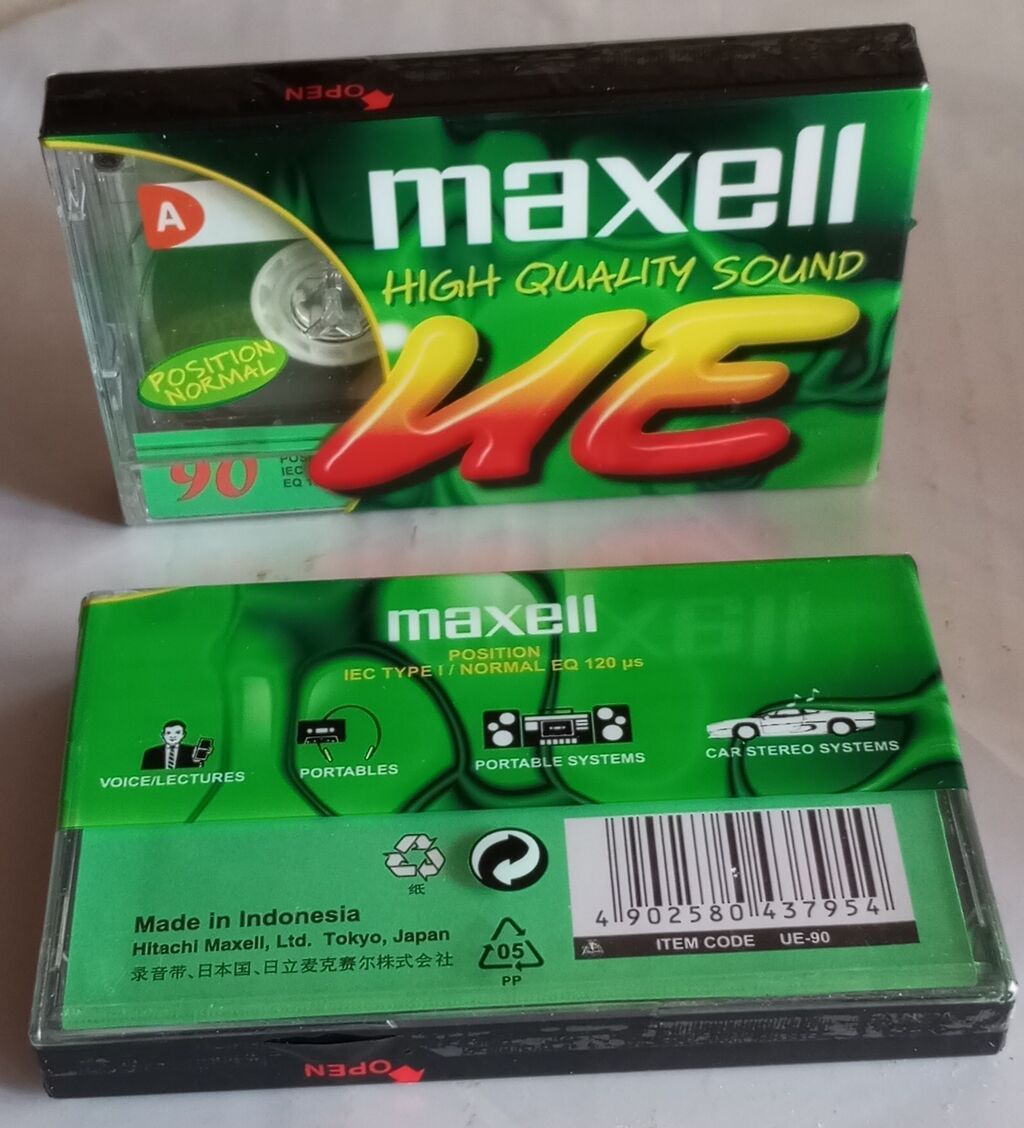 OPEN
A
maxell
HIGH QUALITY SOUND
UE
POSITION
NORMAL
90
IEC
maxell
POSITION
IEC TYPE I / NORMAL EQ 120 µs
VOICE/LECTURES
PORTABLES
PORTABLE SYSTEMS
CAR STEREO SYSTEMS
纸
Made in Indonesia
Hitachi Maxell, Ltd. Tokyo, Japan
录音带、日本国、日立麦克赛尔株式会社
05
PP
4 902580 437954
ITEM CODE UE-90
OPEN